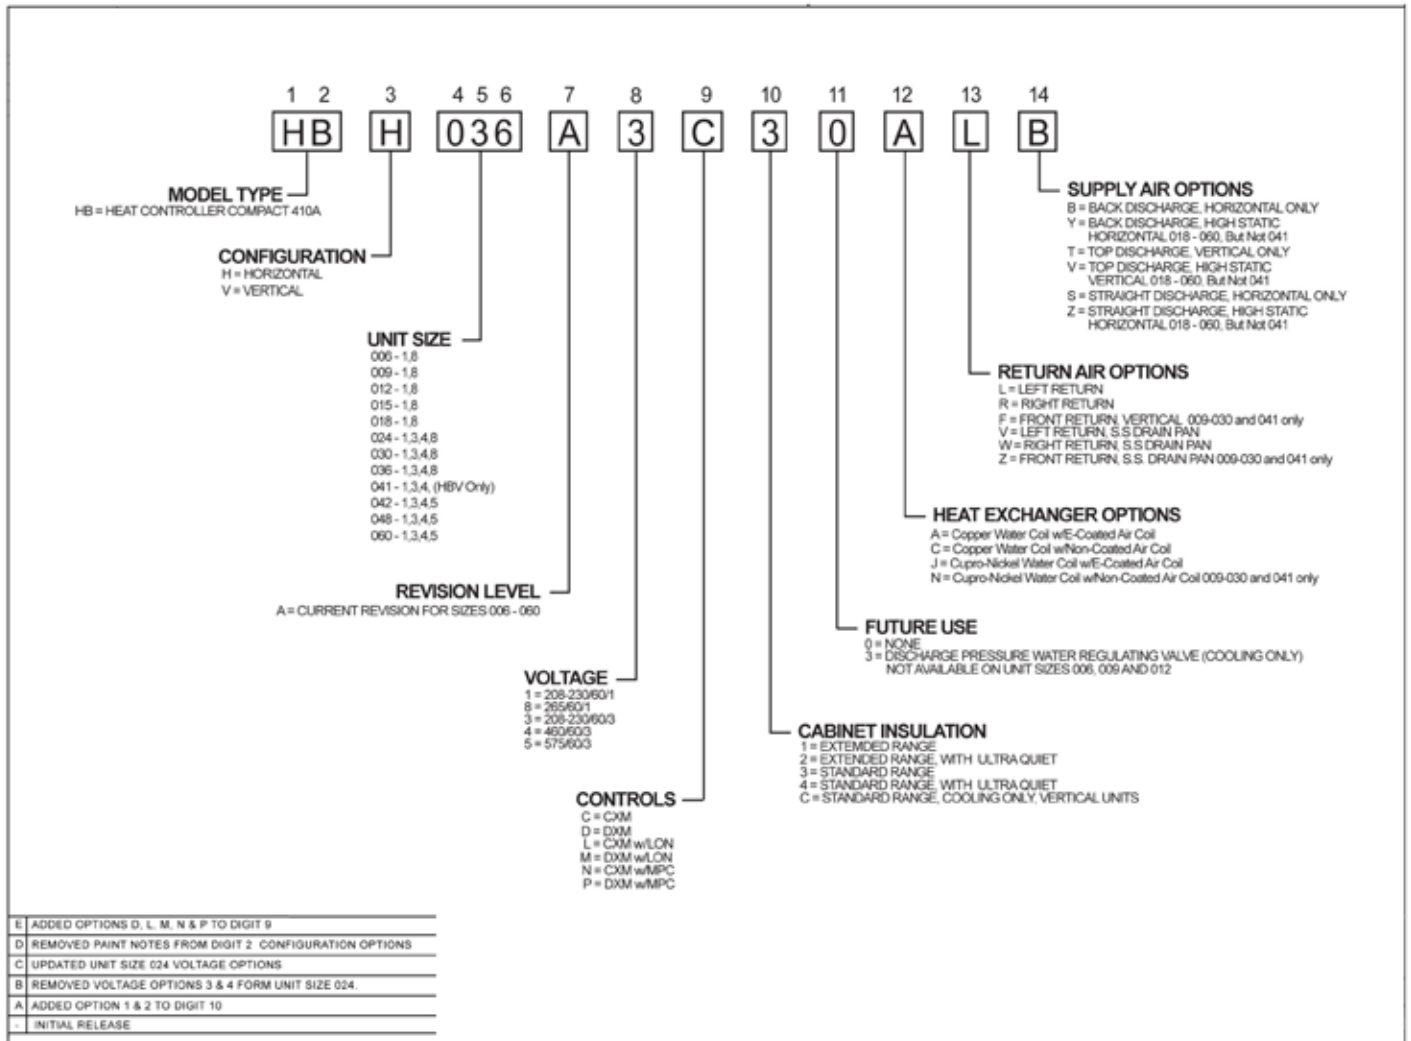 1 2 3 4 5 6 7 8 9 10 11 12 13 14
HB H 036 A 3 C 3 0 A L B
MODEL TYPE
HB = HEAT CONTROLLER COMPACT 410A
CONFIGURATION
H = HORIZONTAL
V = VERTICAL
UNIT SIZE
006 - 1,8
009 - 1,8
012 - 1,8
015 - 1,8
018 - 1,8
024 - 1,3,4,8
030 - 1,3,4,8
036 - 1,3,4,8
041 - 1,3,4, (HBV Only)
042 - 1,3,4,5
048 - 1,3,4,5
060 - 1,3,4,5
REVISION LEVEL
A = CURRENT REVISION FOR SIZES 006 - 060
VOLTAGE
1 = 208-230/60/1
8 = 265/60/1
3 = 208-230/60/3
4 = 460/60/3
5 = 575/60/3
CONTROLS
C = CXM
D = DXM
L = CXM w/LON
M = DXM w/LON
N = CXM w/MPC
P = DXM w/MPC
SUPPLY AIR OPTIONS
B = BACK DISCHARGE, HORIZONTAL ONLY
Y = BACK DISCHARGE, HIGH STATIC
HORIZONTAL 018 - 060, But Not 041
T = TOP DISCHARGE, VERTICAL ONLY
V = TOP DISCHARGE, HIGH STATIC
VERTICAL 018 - 060, But Not 041
S = STRAIGHT DISCHARGE, HORIZONTAL ONLY
Z = STRAIGHT DISCHARGE, HIGH STATIC
HORIZONTAL 018 - 060, But Not 041
RETURN AIR OPTIONS
L = LEFT RETURN
R = RIGHT RETURN
F = FRONT RETURN, VERTICAL 009-030 and 041 only
V = LEFT RETURN, S.S DRAIN PAN
W = RIGHT RETURN, S.S DRAIN PAN
Z = FRONT RETURN, S.S. DRAIN PAN 009-030 and 041 only
HEAT EXCHANGER OPTIONS
A = Copper Water Coil w/E-Coated Air Coil
C = Copper Water Coil w/Non-Coated Air Coil
J = Cupro-Nickel Water Coil w/E-Coated Air Coil
N = Cupro-Nickel Water Coil w/Non-Coated Air Coil 009-030 and 041 only
FUTURE USE
0 = NONE
3 = DISCHARGE PRESSURE WATER REGULATING VALVE (COOLING ONLY)
NOT AVAILABLE ON UNIT SIZES 006, 009 AND 012
CABINET INSULATION
1 = EXTEMDED RANGE
2 = EXTENDED RANGE, WITH ULTRA QUIET
3 = STANDARD RANGE
4 = STANDARD RANGE, WITH ULTRA QUIET
C = STANDARD RANGE, COOLING ONLY, VERTICAL UNITS
E ADDED OPTIONS D, L, M, N & P TO DIGIT 9
D REMOVED PAINT NOTES FROM DIGIT 2 CONFIGURATION OPTIONS
C UPDATED UNIT SIZE 024 VOLTAGE OPTIONS
B REMOVED VOLTAGE OPTIONS 3 & 4 FORM UNIT SIZE 024.
A ADDED OPTION 1 & 2 TO DIGIT 10
- INITIAL RELEASE